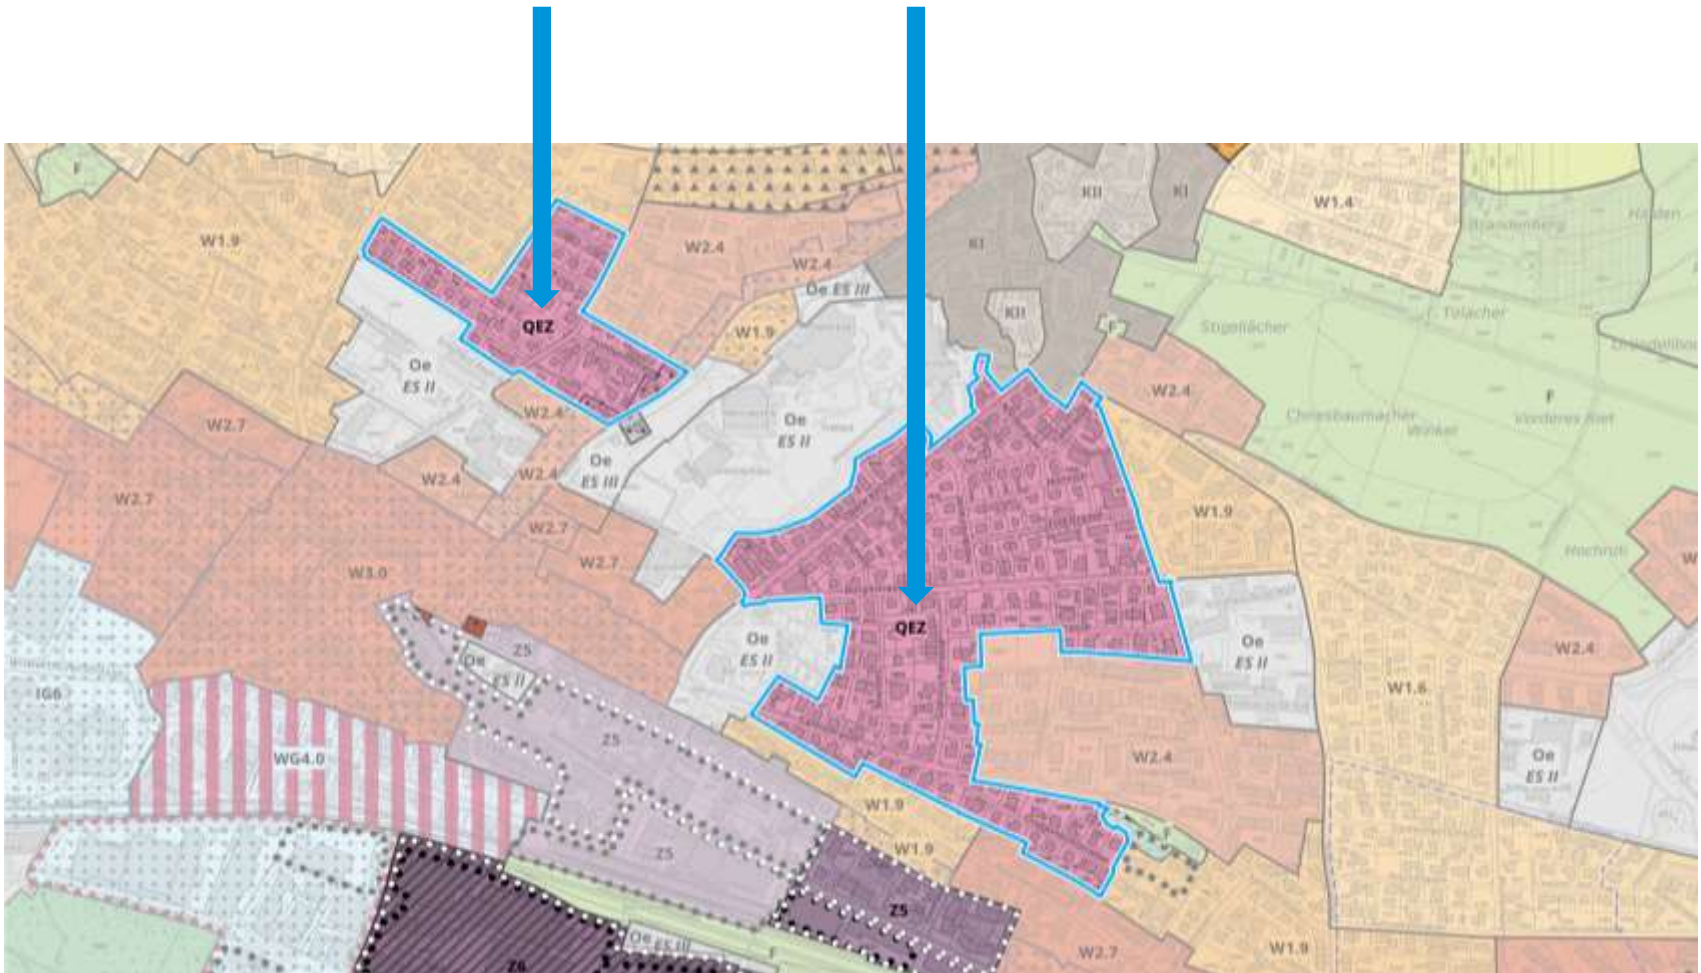 F
KII
KI
W1.4
Halden
Brandenberg
W1.9
W2.4
KI
W2.4
Oe ES III
KII
Tolacher
Stigelächer
QEZ
W1.9
F
Oe
ES II
W2.4
F
Vorderes Riet
Chriesbaumacher
Winkel
W2.4
W2.7
Oe
ES II
Oe
ES III
W2.4
W2.4
W2.7
W2.7
W1.9
Hochrüti
W2.7
W3.0
QEZ
Oe
ES II
Oe
ES II
Z5
Oe
ES II
W2.4
IG6
W1.6
Z5
WG4.0
W2.4
Oe
ES II
W1.9
F
W1.9
Z5
Z5
Oe ES III
F
W2.7
W1.9
Z6